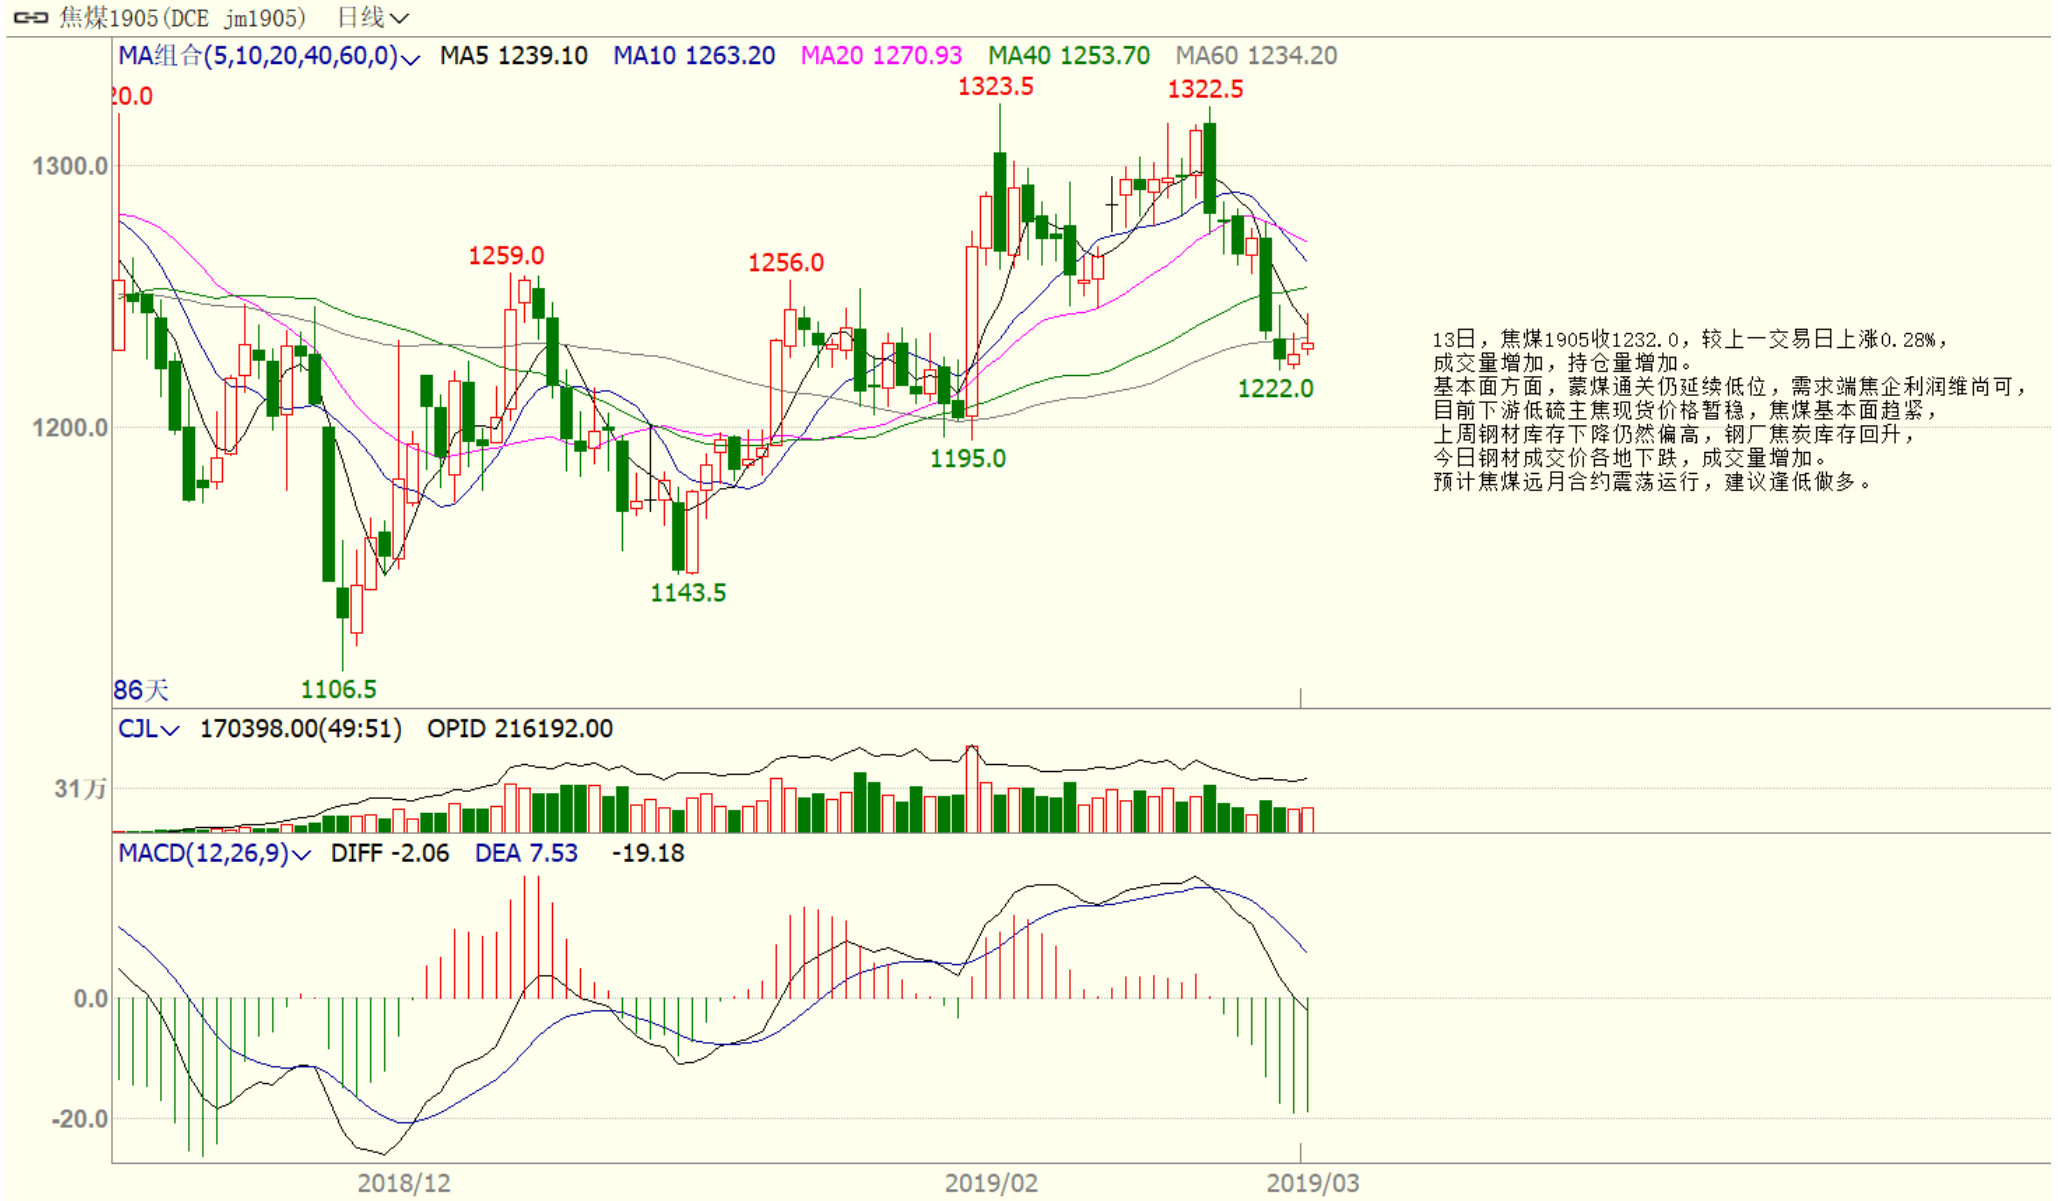 焦煤1905(DCE jm1905) 日线
MA组合(5,10,20,40,60,0) MA5 1239.10 MA10 1263.20 MA20 1270.93 MA40 1253.70 MA60 1234.20
20.0
1323.5
1322.5
1300.0
1259.0
1256.0
1200.0
1222.0
1195.0
1143.5
1106.5
86天
13日，焦煤1905收1232.0，较上一交易日上涨0.28%，
成交量增加，持仓量增加。
基本面方面，蒙煤通关仍延续低位，需求端焦企利润维尚可，
目前下游低硫主焦现货价格暂稳，焦煤基本面趋紧，
上周钢材库存下降仍然偏高，钢厂焦炭库存回升，
今日钢材成交价各地下跌，成交量增加。
预计焦煤远月合约震荡运行，建议逢低做多。
CJL 170398.00(49:51) OPID 216192.00
31万
MACD(12,26,9) DIFF -2.06 DEA 7.53 -19.18
0.0
-20.0
2018/12 2019/02 2019/03